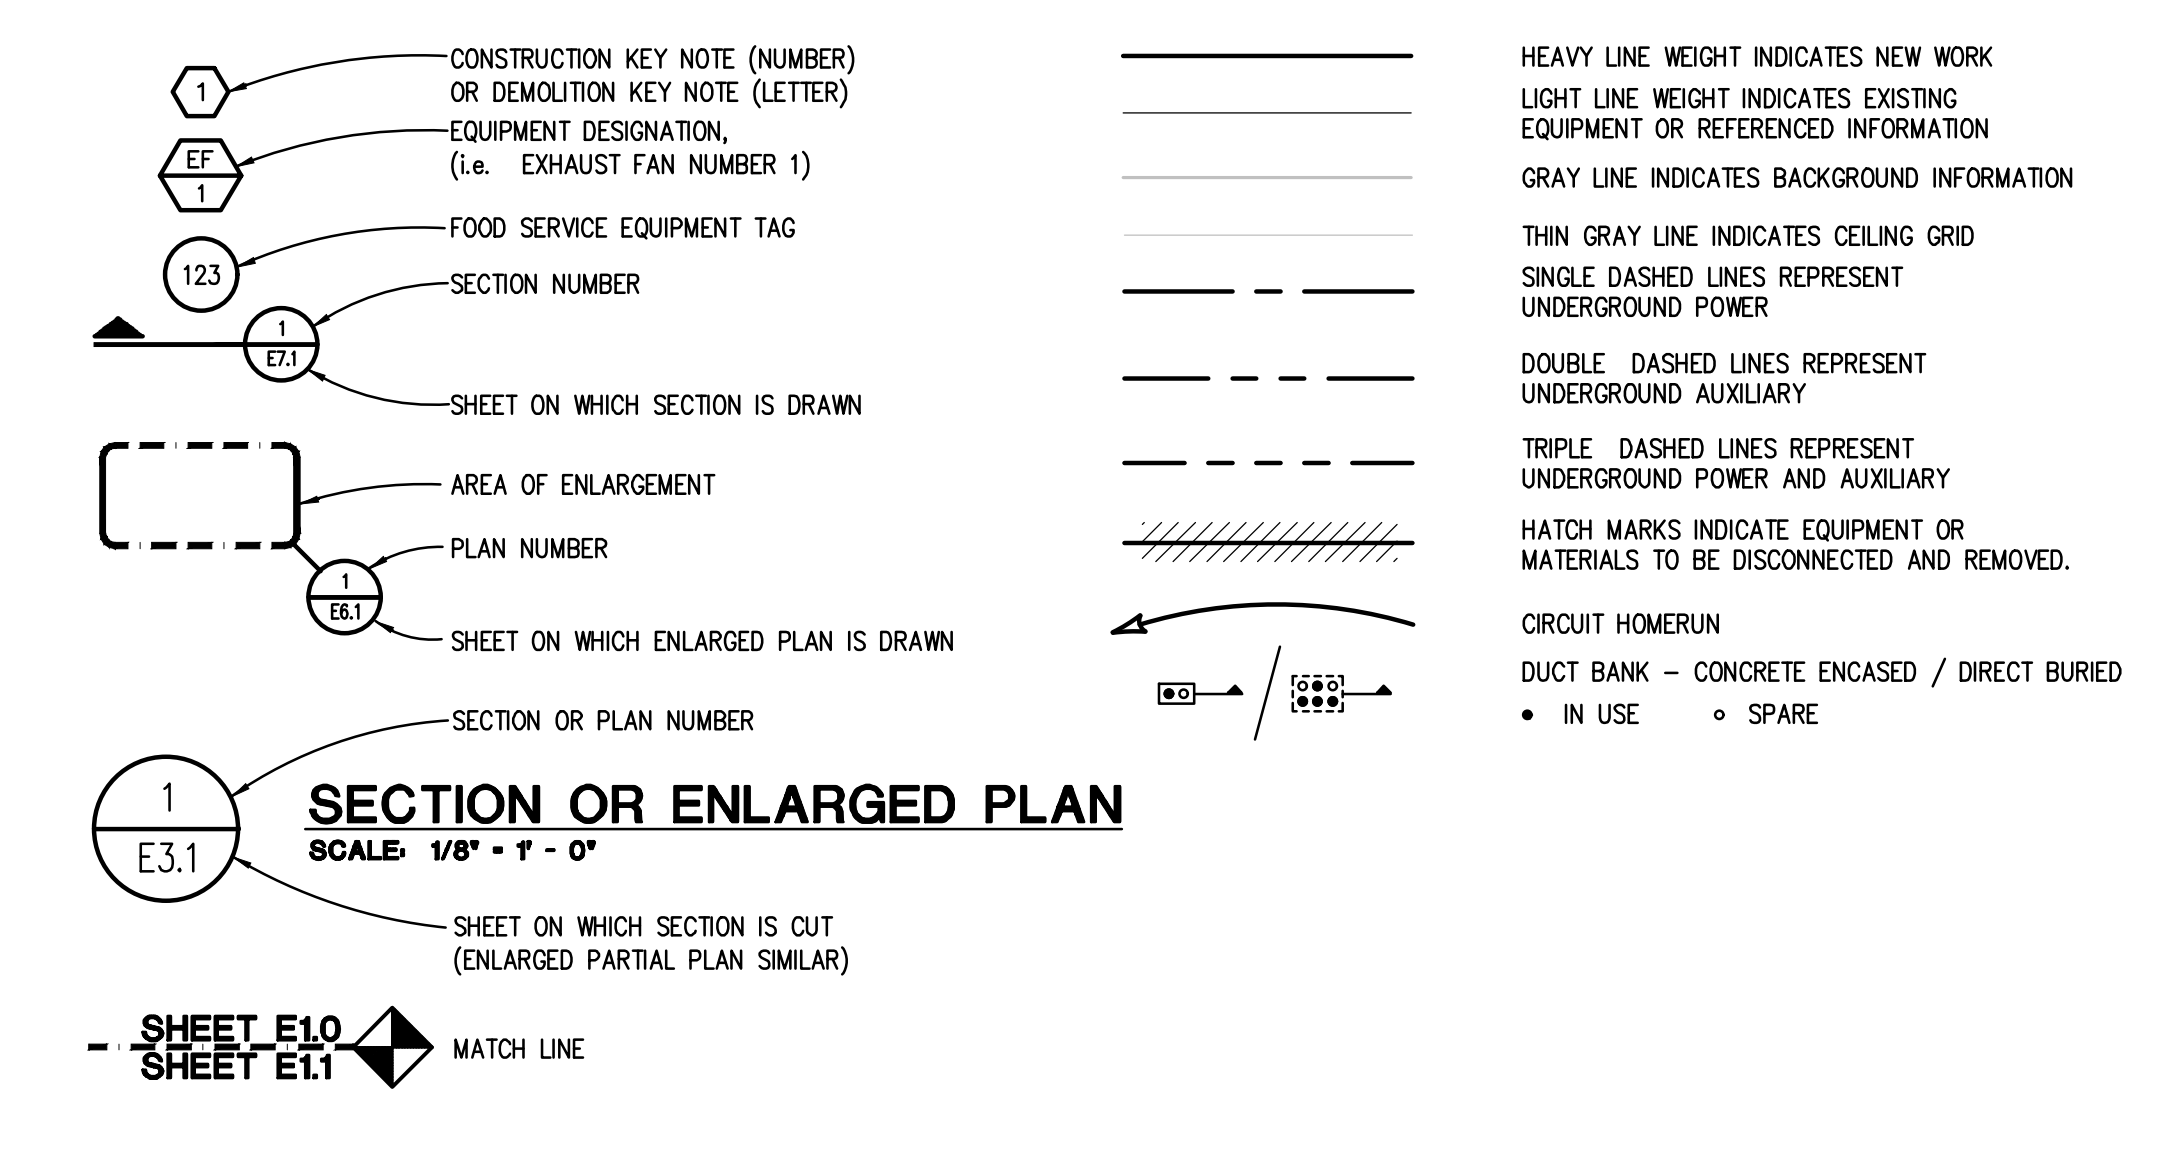 CONSTRUCTION KEY NOTE (NUMBER)
OR DEMOLITION KEY NOTE (LETTER)
1
EQUIPMENT DESIGNATION,
(i.e. EXHAUST FAN NUMBER 1)
EF
1
FOOD SERVICE EQUIPMENT TAG
123
SECTION NUMBER
1
E7.1
SHEET ON WHICH SECTION IS DRAWN
AREA OF ENLARGEMENT
PLAN NUMBER
1
E6.1
SHEET ON WHICH ENLARGED PLAN IS DRAWN
SECTION OR PLAN NUMBER
1
E3.1
SECTION OR ENLARGED PLAN
SCALE: 1/8" = 1' - 0"
SHEET ON WHICH SECTION IS CUT
(ENLARGED PARTIAL PLAN SIMILAR)
SHEET E1.0
SHEET E1.1
MATCH LINE
HEAVY LINE WEIGHT INDICATES NEW WORK
LIGHT LINE WEIGHT INDICATES EXISTING
EQUIPMENT OR REFERENCED INFORMATION
GRAY LINE INDICATES BACKGROUND INFORMATION
THIN GRAY LINE INDICATES CEILING GRID
SINGLE DASHED LINES REPRESENT
UNDERGROUND POWER
DOUBLE DASHED LINES REPRESENT
UNDERGROUND AUXILIARY
TRIPLE DASHED LINES REPRESENT
UNDERGROUND POWER AND AUXILIARY
HATCH MARKS INDICATE EQUIPMENT OR
MATERIALS TO BE DISCONNECTED AND REMOVED.
CIRCUIT HOMERUN
DUCT BANK – CONCRETE ENCASED / DIRECT BURIED
IN USE
SPARE